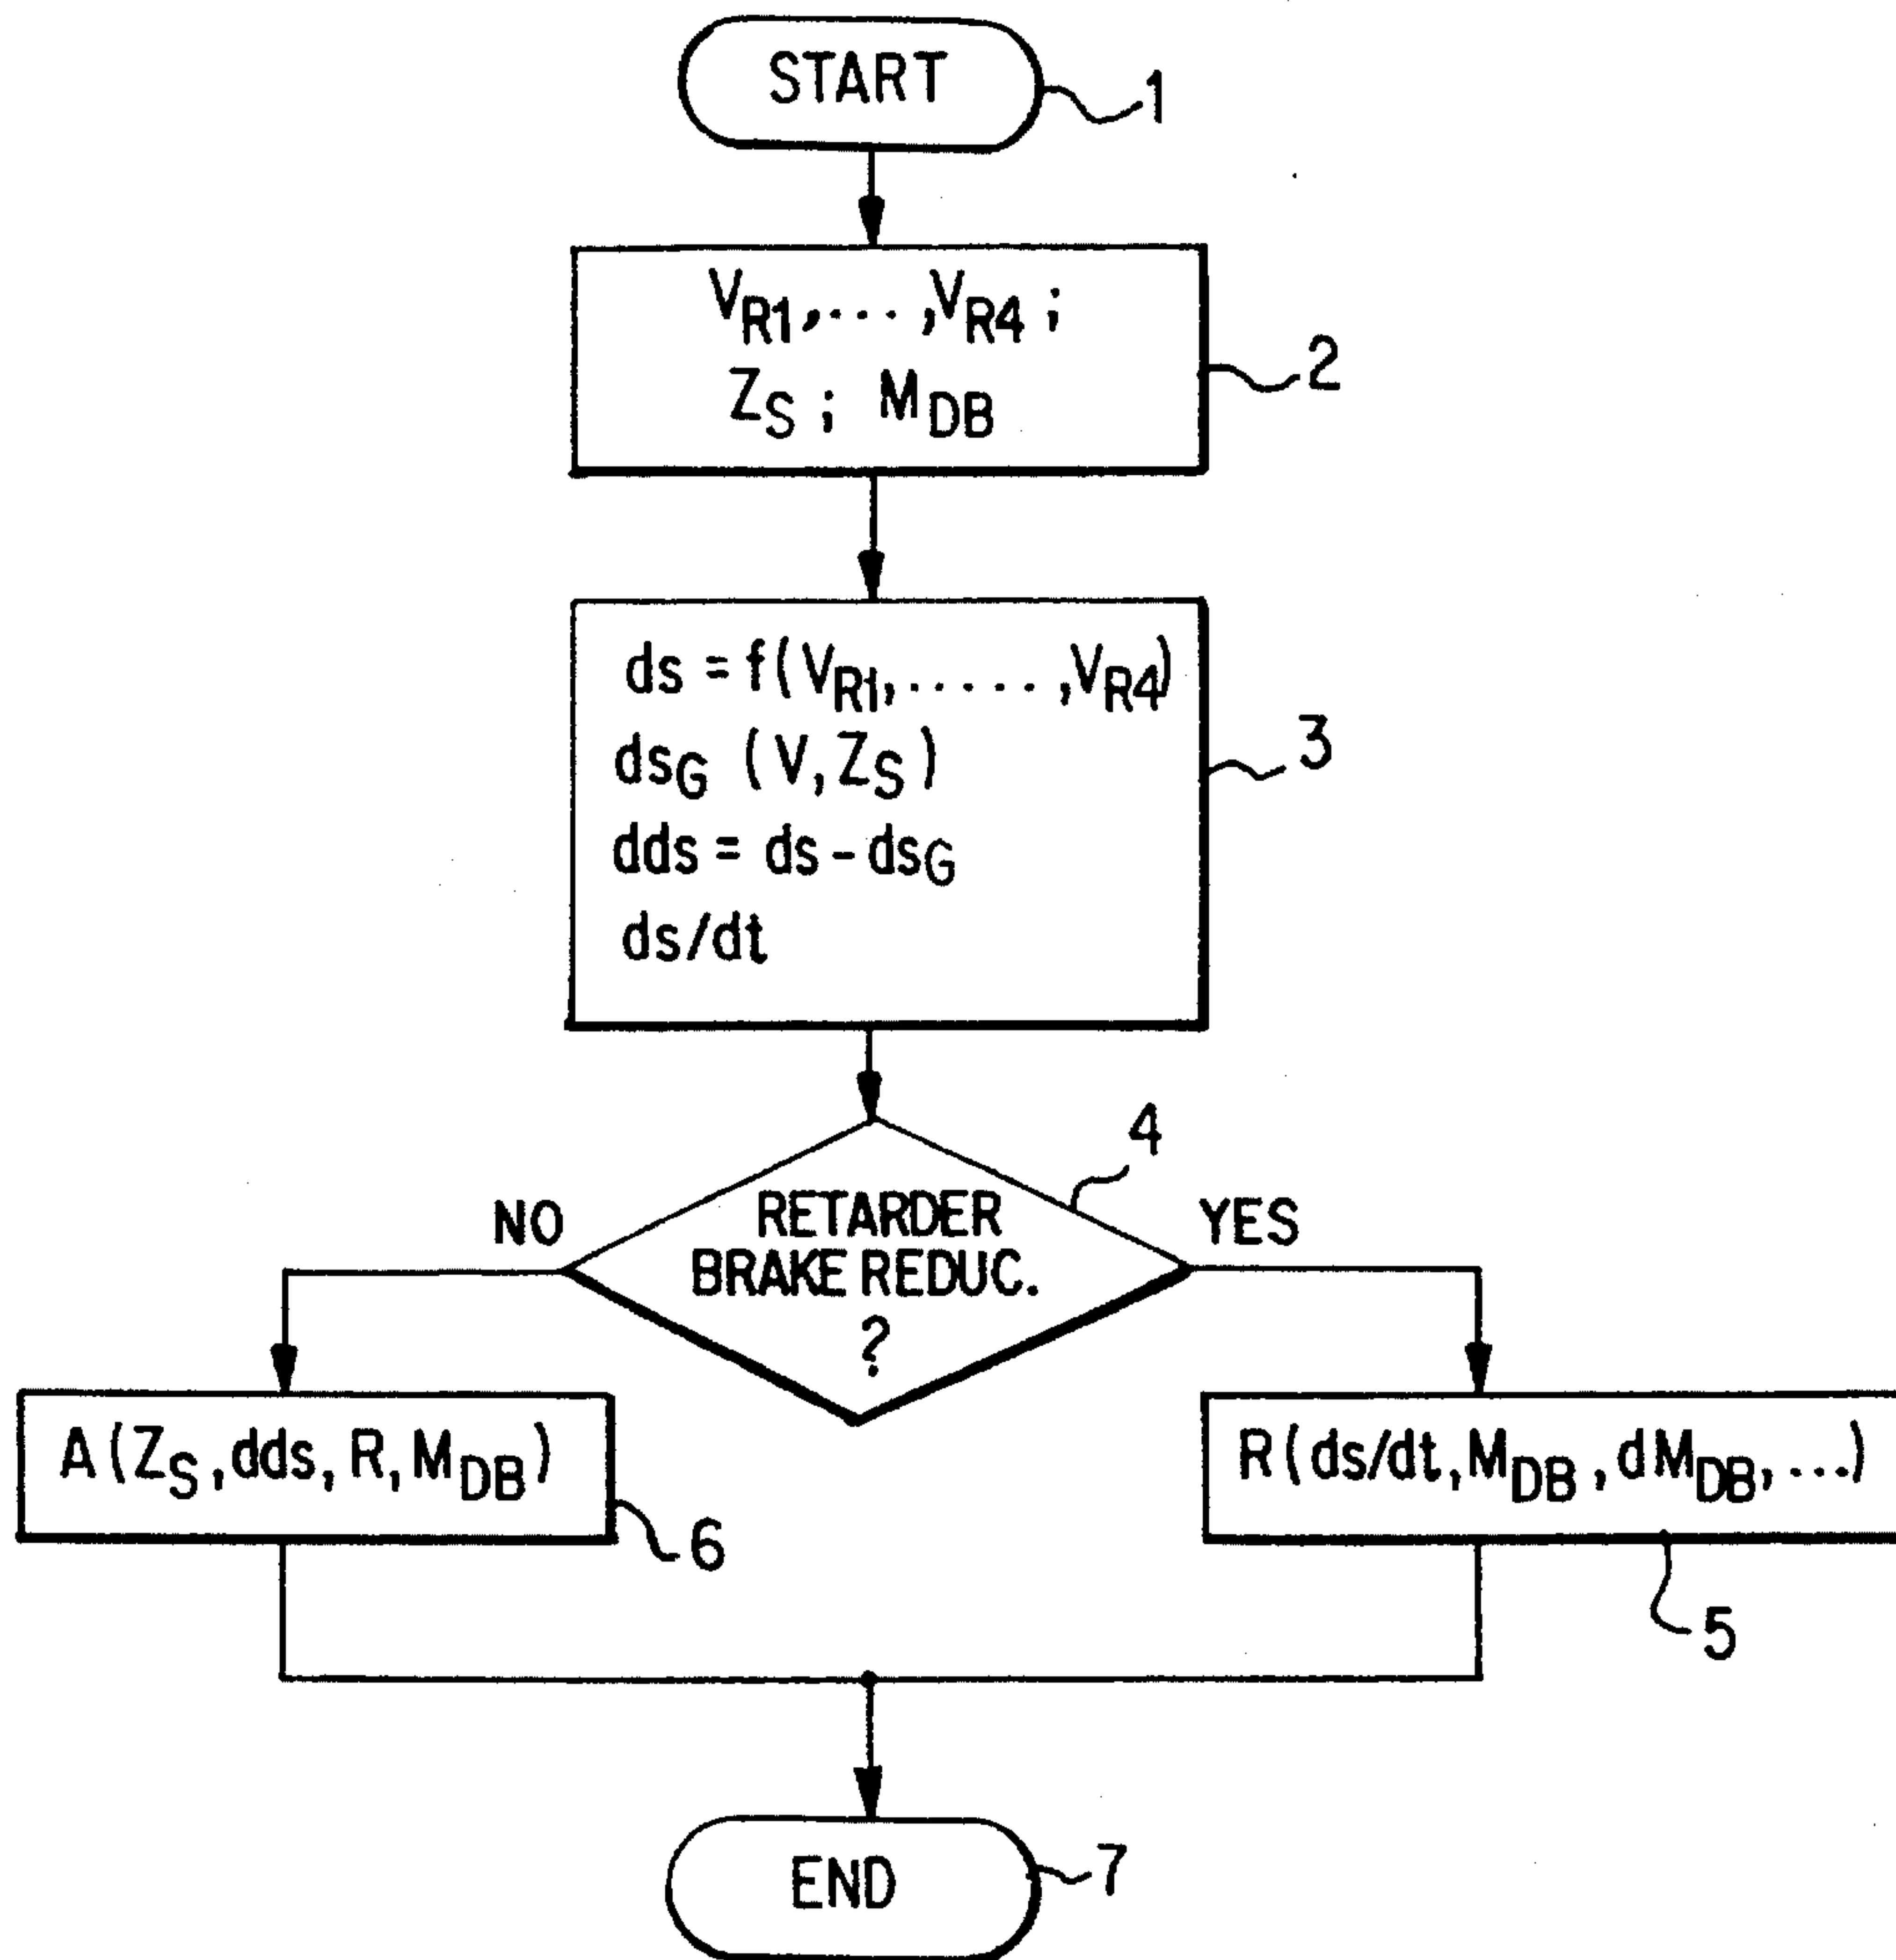 START
1
V_R1,...,V_R4 ;
Z_S ; M_DB
2
ds = f(V_R1,.....,V_R4)
ds_G (V,Z_S)
dds = ds - ds_G
ds/dt
3
4
NO
RETARDER
BRAKE REDUC.
?
YES
A(Z_S,dds,R,M_DB)
6
R(ds/dt,M_DB,dM_DB,...)
5
END
7